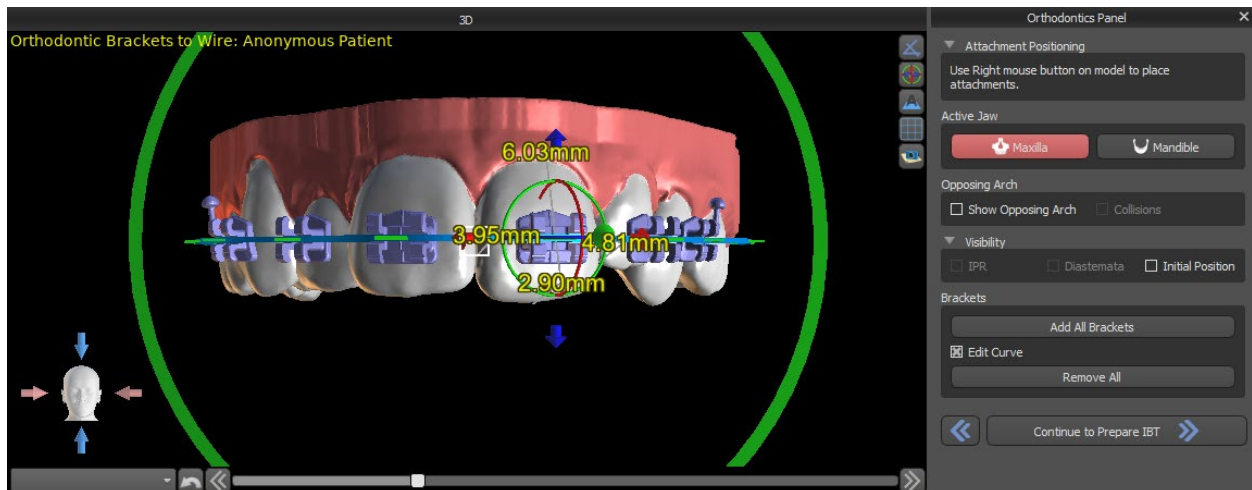 3D
Orthodontics Panel
Orthodontic Brackets to Wire: Anonymous Patient
Attachment Positioning
Use Right mouse button on model to place
attachments.
Active Jaw
Maxilla
Mandible
Opposing Arch
Show Opposing Arch
Collisions
Visibility
IPR
Diastemata
Initial Position
Brackets
Add All Brackets
Edit Curve
Remove All
Continue to Prepare IBT
6.03mm
3.95mm
4.81mm
2.90mm